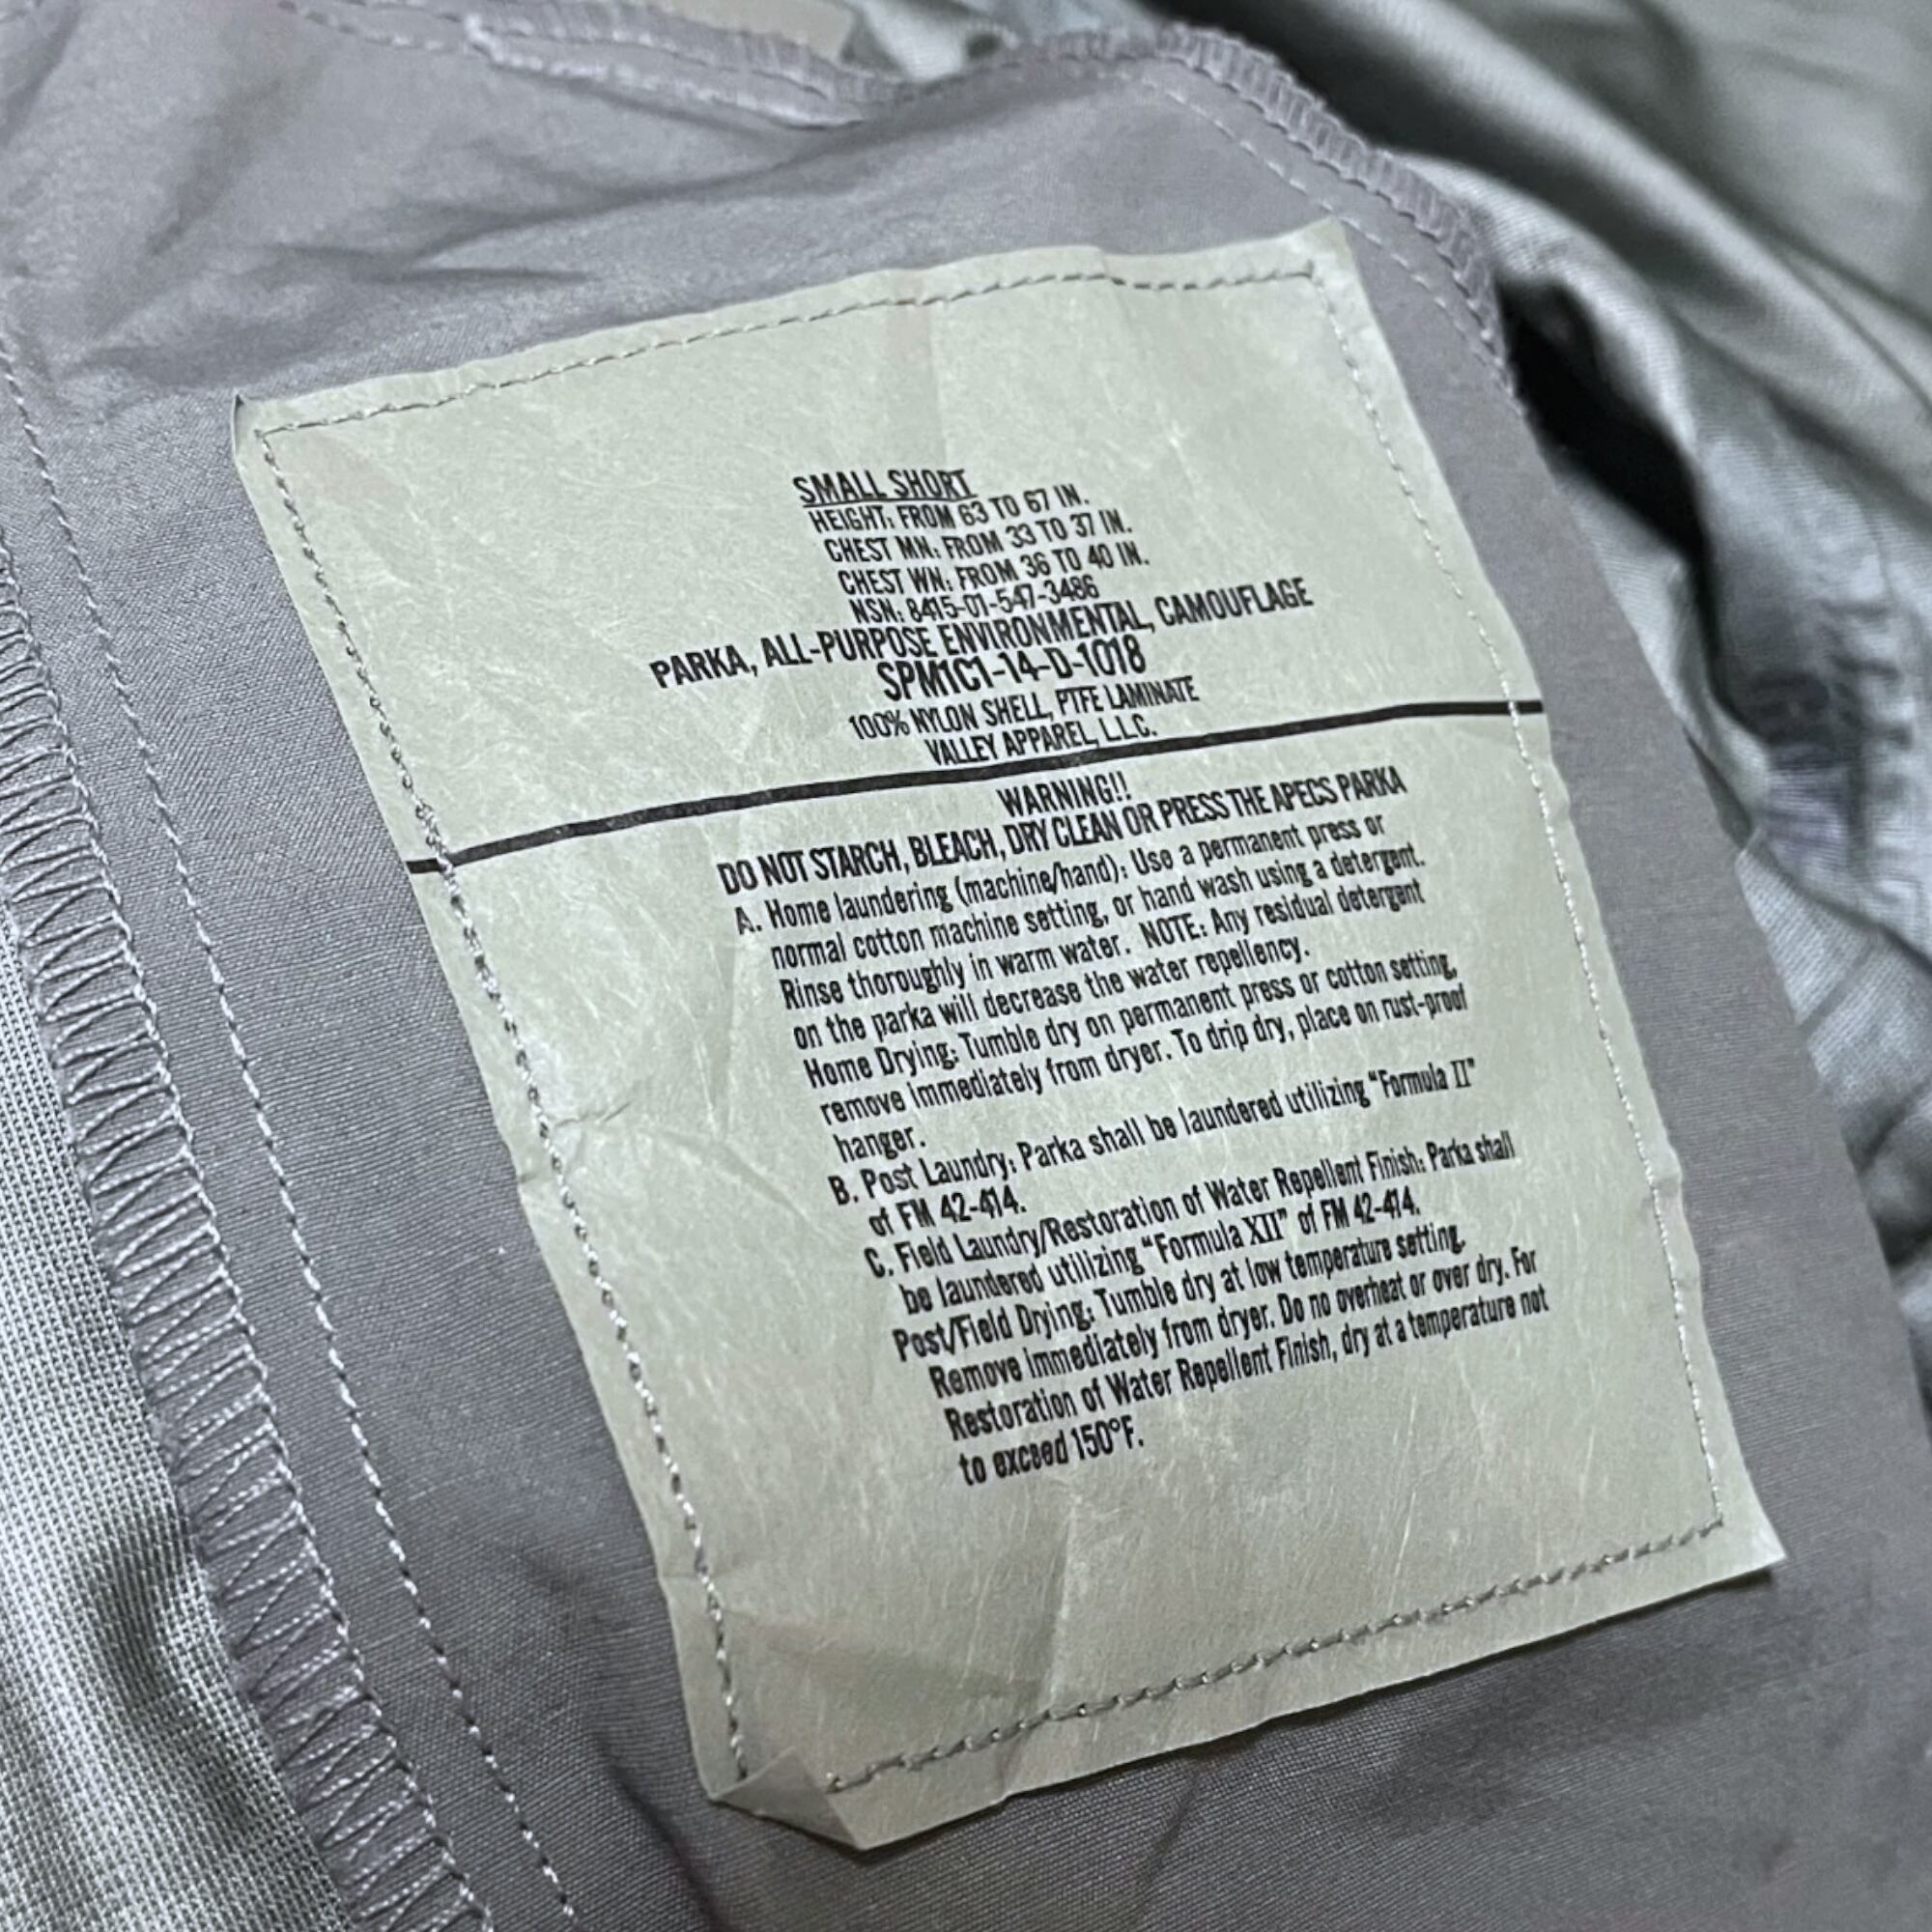 SMALL SHORT
HEIGHT: FROM 63 TO 67 IN.
CHEST MN: FROM 33 TO 37 IN.
CHEST WN: FROM 36 TO 40 IN.
NSN: 8415-01-547-3486
PARKA, ALL-PURPOSE ENVIRONMENTAL, CAMOUFLAGE
SPM1C1-14-D-1018
100% NYLON SHELL, PTFE LAMINATE
VALLEY APPAREL, L.L.C.
WARNING!!
DO NOT STARCH, BLEACH, DRY CLEAN OR PRESS THE APECS PARKA
A. Home laundering (machine/hand): Use a permanent press or
normal cotton machine setting, or hand wash using a detergent.
Rinse thoroughly in warm water. NOTE: Any residual detergent
on the parka will decrease the water repellency.
Home Drying: Tumble dry on permanent press or cotton setting,
remove immediately from dryer. To drip dry, place on rust-proof
hanger.
B. Post Laundry: Parka shall be laundered utilizing "Formula II"
of FM 42-414.
C. Field Laundry/Restoration of Water Repellent Finish: Parka shall
be laundered utilizing "Formula XII" of FM 42-414.
Post/Field Drying: Tumble dry at low temperature setting.
Remove immediately from dryer. Do no overheat or over dry. For
Restoration of Water Repellent Finish, dry at a temperature not
to exceed 150°F.